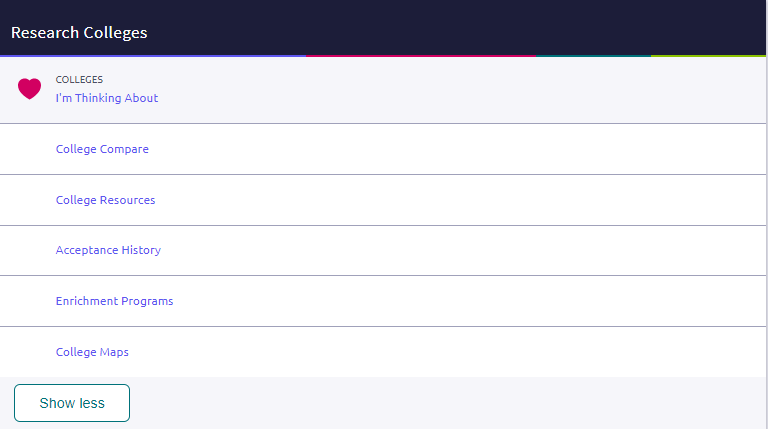 Research Colleges
COLLEGES
I'm Thinking About
College Compare
College Resources
Acceptance History
Enrichment Programs
College Maps
Show less